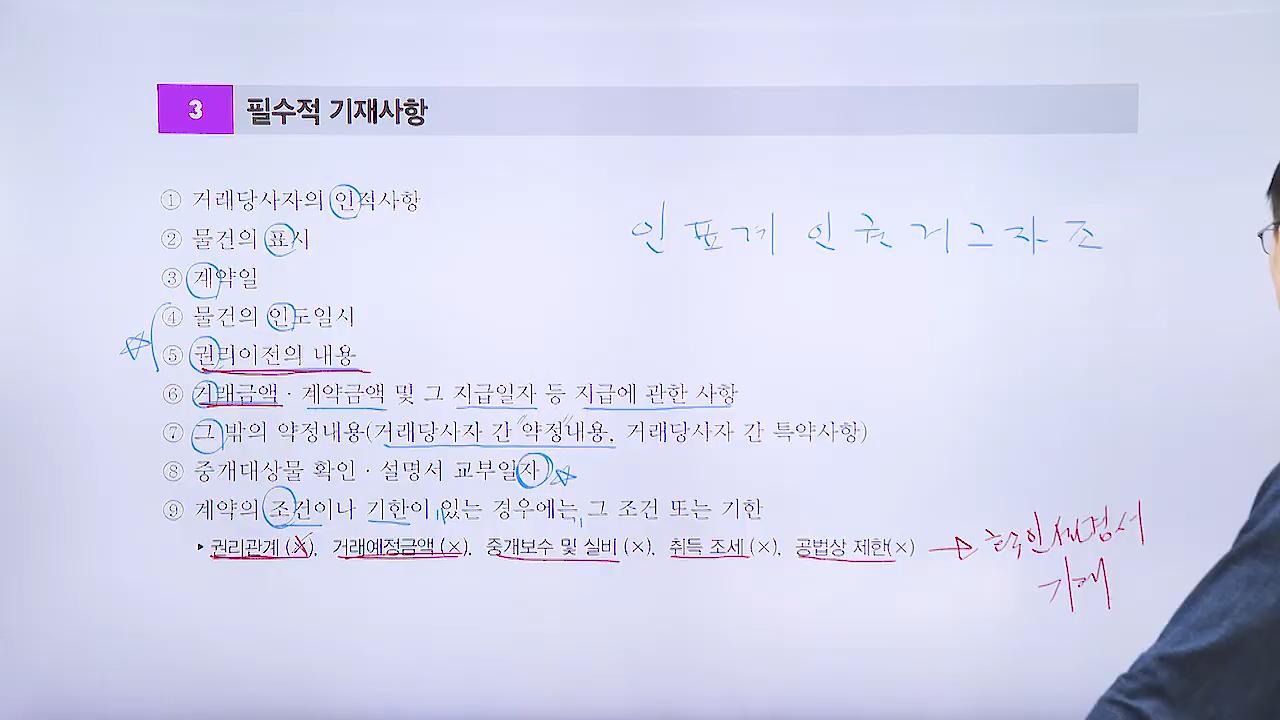 3 필수적 기재사항
① 거래당사자의 인적사항
인 표 계 인 권 거 그 자 조
② 물건의 표시
③ 계약일
④ 물건의 인도일시
⑤ 권리이전의 내용
⑥ 거래금액 · 계약금액 및 그 지급일자 등 지급에 관한 사항
⑦ 그 밖의 약정내용(거래당사자 간 "약정"내용, 거래당사자 간 특약사항)
⑧ 중개대상물 확인 · 설명서 교부일자
⑨ 계약의 조건이나 기한이 있는 경우에는, 그 조건 또는 기한
▸ 권리관계 (×), 거래예정금액 (×), 중개보수 및 실비 (×), 취득 조세 (×), 공법상 제한(×)
기재